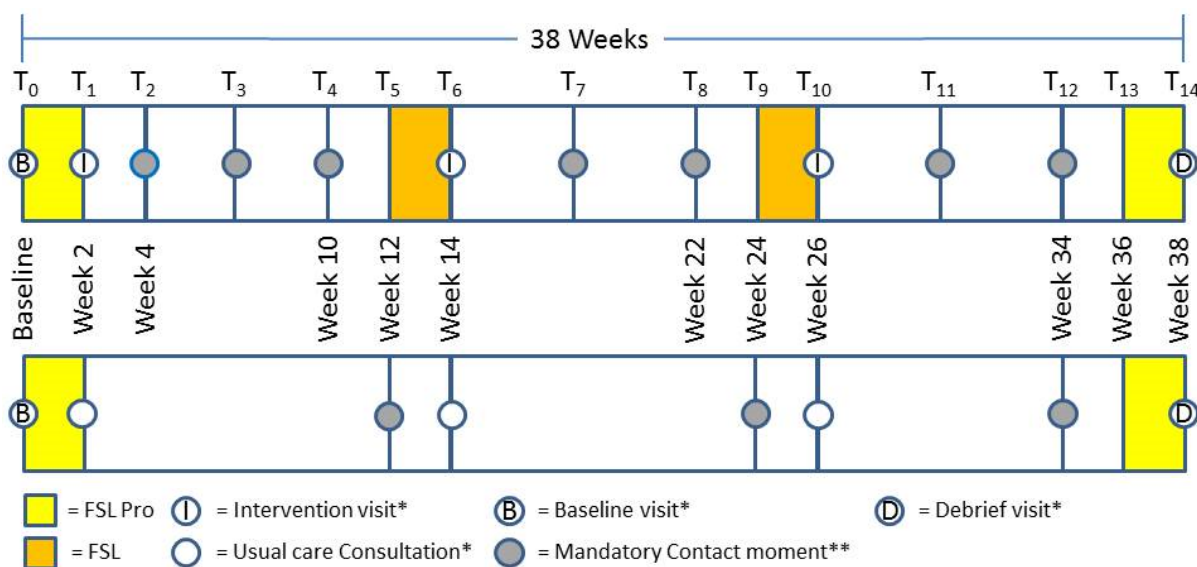 38 Weeks
T0 T1 T2 T3 T4 T5 T6 T7 T8 T9 T10 T11 T12 T13 T14
B I I I D
Baseline Week 2 Week 4 Week 10 Week 12 Week 14 Week 22 Week 24 Week 26 Week 34 Week 36 Week 38
B D
= FSL Pro I = Intervention visit* B = Baseline visit* D = Debrief visit*
= FSL = Usual care Consultation* = Mandatory Contact moment**